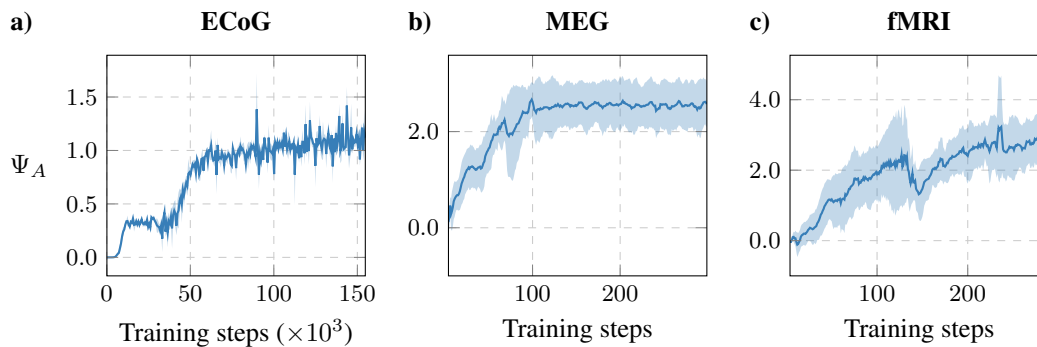 a) ECoG
b) MEG
c) fMRI
Ψ_A
1.5
1.0
0.5
0.0
0 50 100 150
Training steps (×10³)
2.0
0.0
100 200
Training steps
4.0
2.0
0.0
100 200
Training steps